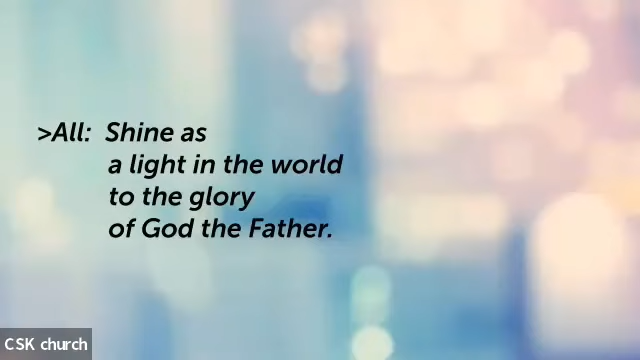 >All: Shine as
a light in the world
to the glory
of God the Father.
CSK church